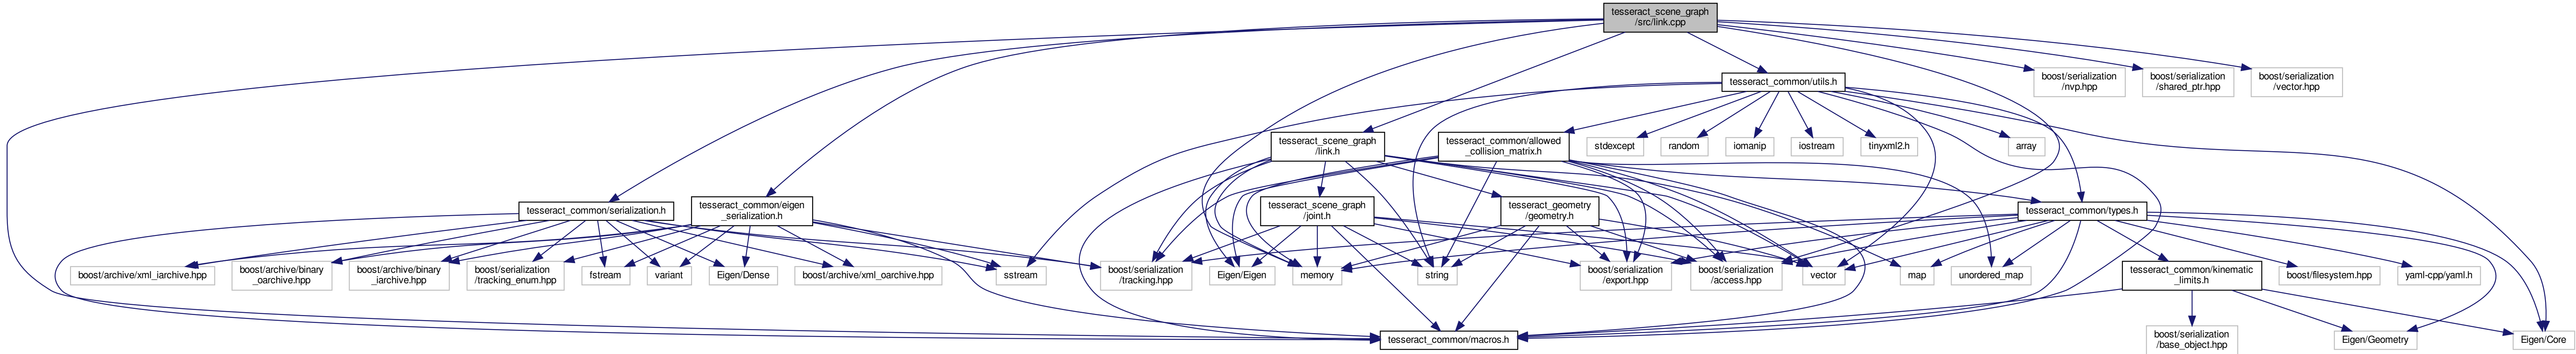 tesseract_scene_graph
/src/link.cpp
tesseract_common/utils.h
boost/serialization
/nvp.hpp
boost/serialization
/shared_ptr.hpp
boost/serialization
/vector.hpp
tesseract_scene_graph
/link.h
tesseract_common/allowed
_collision_matrix.h
stdexcept
random
iomanip
iostream
tinyxml2.h
array
tesseract_common/serialization.h
tesseract_common/eigen
_serialization.h
tesseract_scene_graph
/joint.h
tesseract_geometry
/geometry.h
tesseract_common/types.h
boost/archive/xml_iarchive.hpp
boost/archive/binary
_oarchive.hpp
boost/archive/binary
_iarchive.hpp
boost/serialization
/tracking_enum.hpp
fstream
variant
Eigen/Dense
boost/archive/xml_oarchive.hpp
sstream
boost/serialization
/tracking.hpp
Eigen/Eigen
memory
string
boost/serialization
/export.hpp
boost/serialization
/access.hpp
vector
map
unordered_map
tesseract_common/kinematic
_limits.h
boost/filesystem.hpp
yaml-cpp/yaml.h
tesseract_common/macros.h
boost/serialization
/base_object.hpp
Eigen/Geometry
Eigen/Core